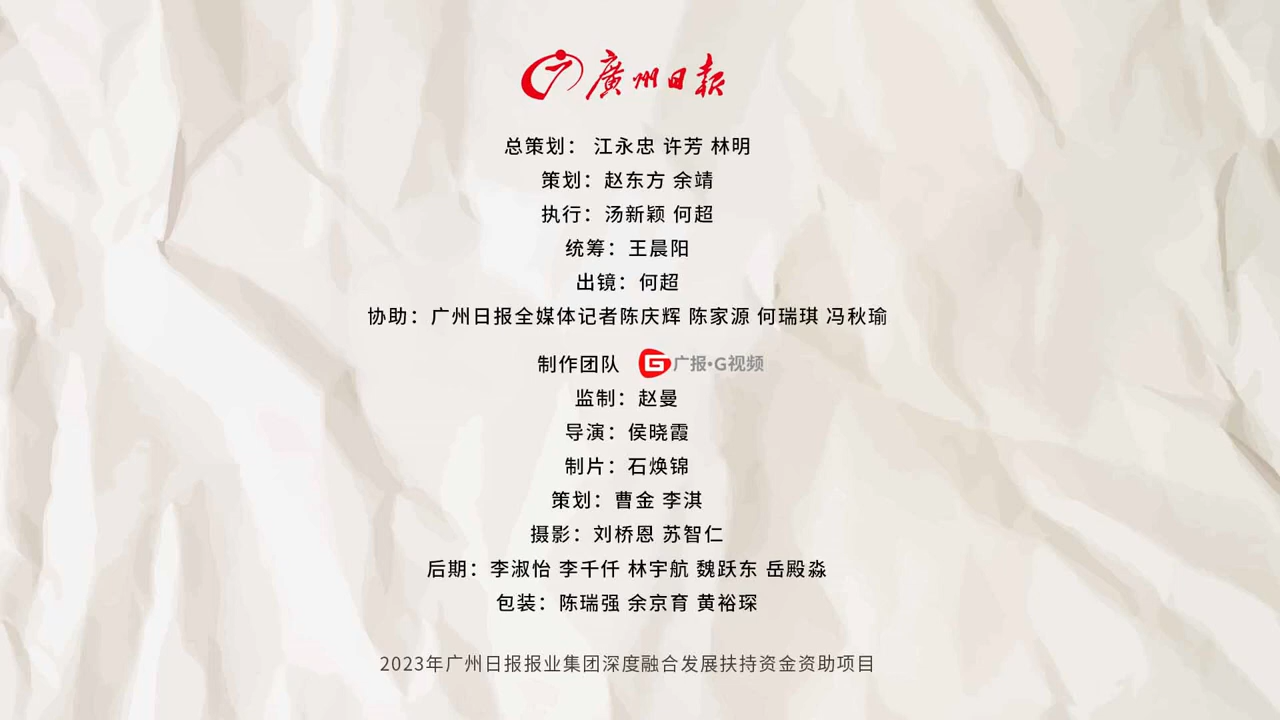 廣州日報
总策划： 江永忠 许芳 林明
策划：赵东方 余靖
执行：汤新颖 何超
统筹：王晨阳
出镜：何超
协助：广州日报全媒体记者陈庆辉 陈家源 何瑞琪 冯秋瑜
制作团队 广报·G视频
监制：赵曼
导演：侯晓霞
制片：石焕锦
策划：曹金 李淇
摄影：刘桥恩 苏智仁
后期：李淑怡 李千仟 林宇航 魏跃东 岳殿淼
包装：陈瑞强 余京育 黄裕琛
2023年广州日报报业集团深度融合发展扶持资金资助项目